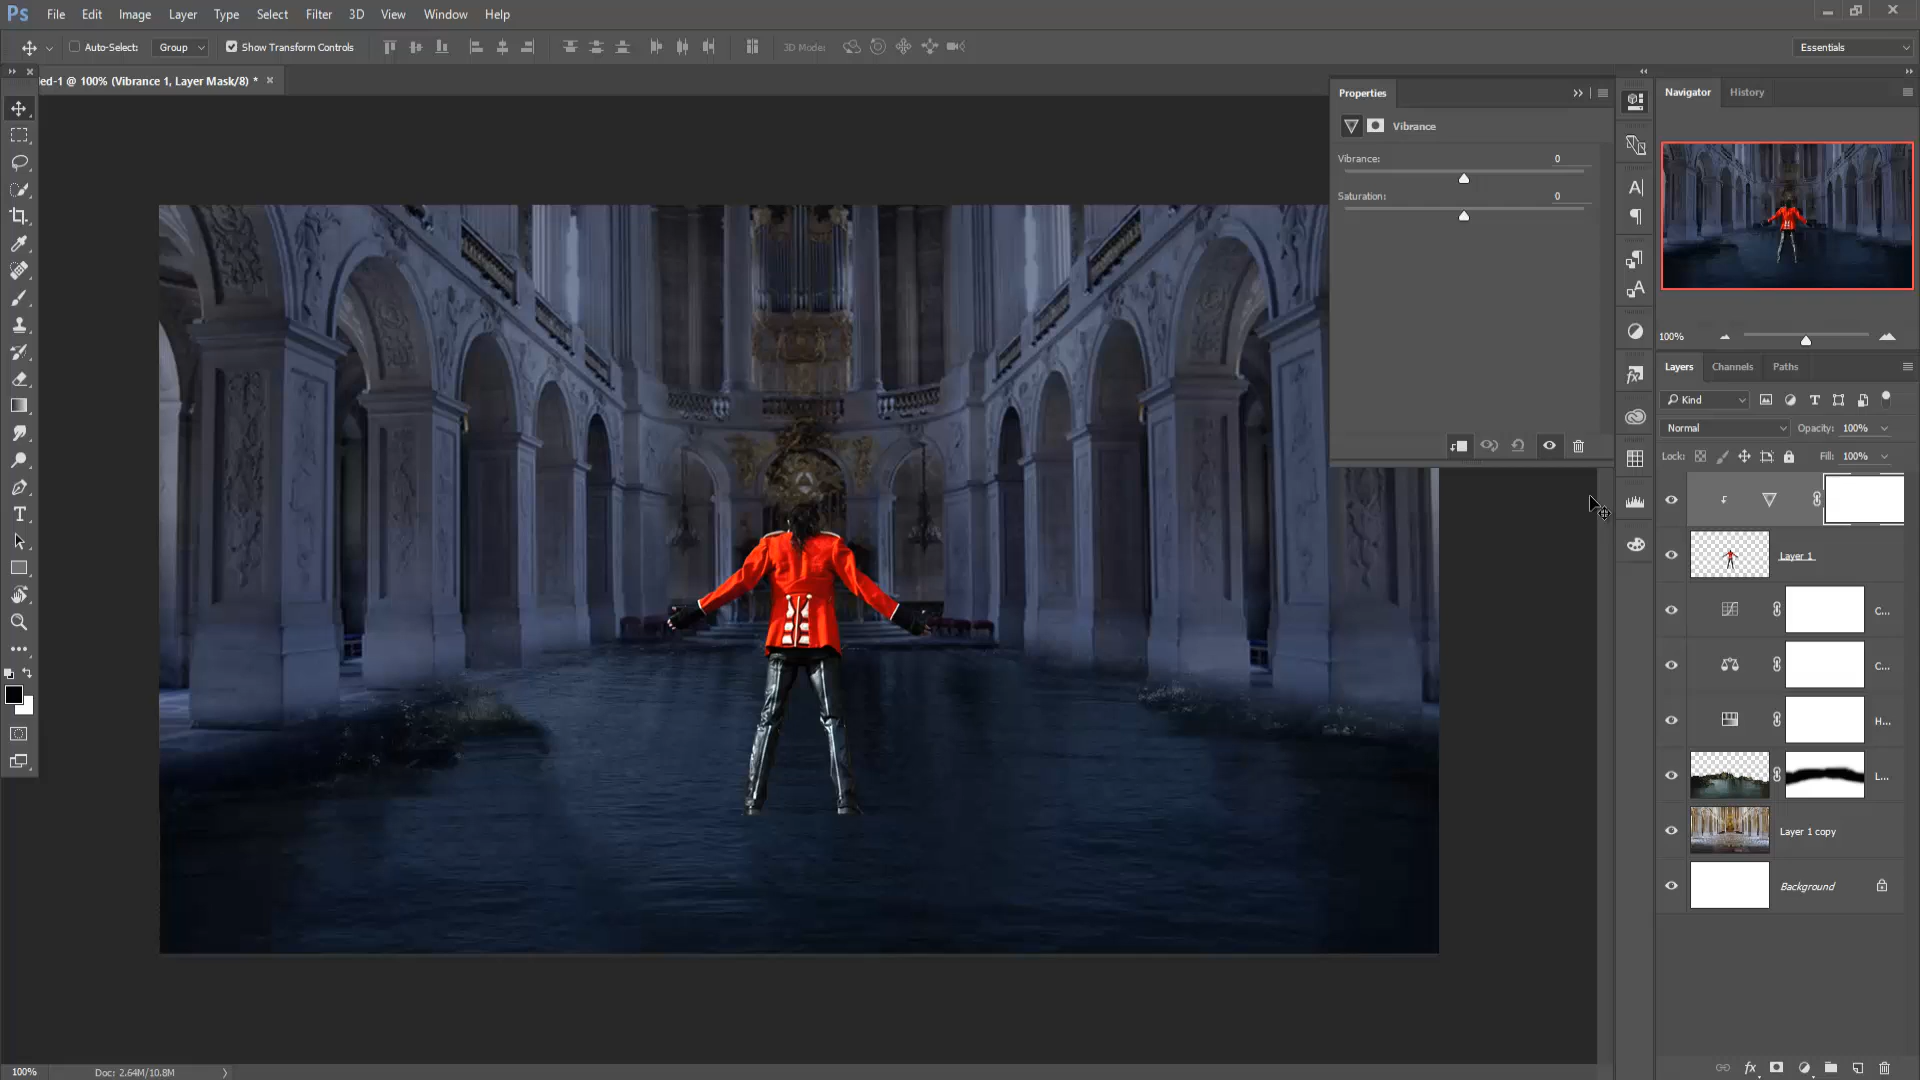 Ps File Edit Image Layer Type Select Filter 3D View Window Help
Auto-Select: Group Show Transform Controls 3D Mode: Essentials
ed-1 @ 100% (Vibrance 1, Layer Mask/8) *
Properties
Vibrance
Vibrance: 0
Saturation: 0
Navigator History
100%
Layers Channels Paths
Kind
Normal Opacity: 100%
Lock: Fill: 100%
Layer 1
C...
C...
H...
L...
Layer 1 copy
Background
100% Doc: 2.64M/10.8M